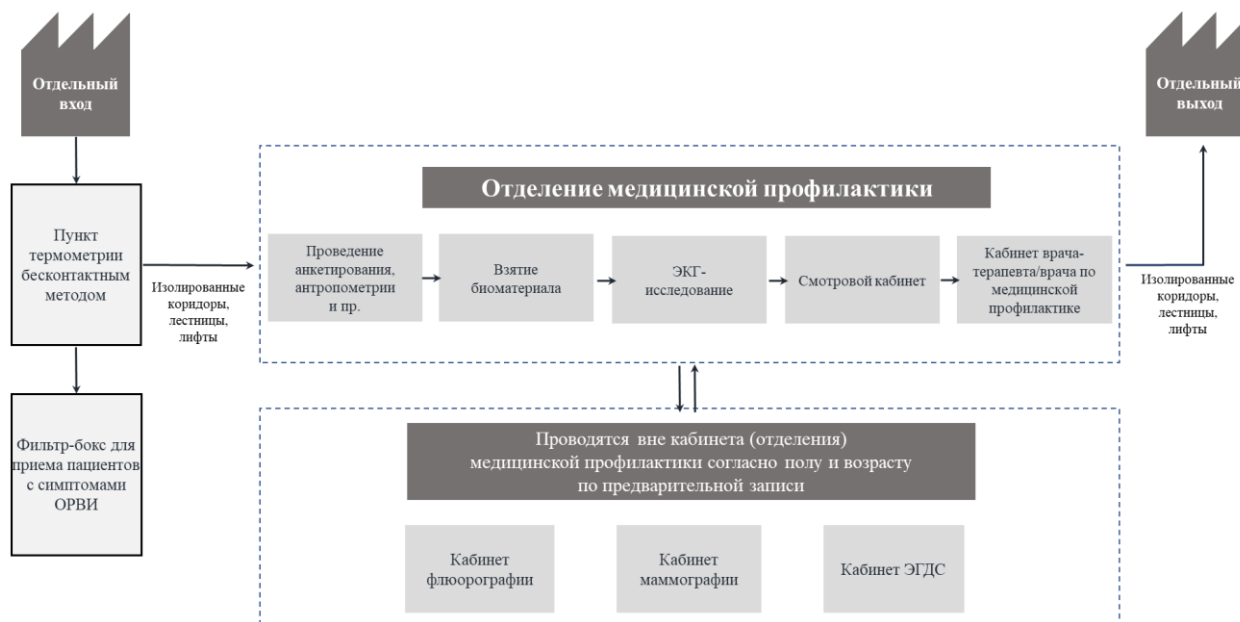 Отдельный
вход
Отдельный
выход
Отделение медицинской профилактики
Пункт
термометрии
бесконтактным
методом
Изолированные
коридоры,
лестницы,
лифты
Проведение
анкетирования,
антропометрии
и пр.
Взятие
биоматериала
ЭКГ-
исследование
Смотровой кабинет
Кабинет врача-
терапевта/врача по
медицинской
профилактике
Изолированные
коридоры,
лестницы,
лифты
Фильтр-бокс для
приема пациентов
с симптомами
ОРВИ
Проводятся вне кабинета (отделения)
медицинской профилактики согласно полу и возрасту
по предварительной записи
Кабинет
флюорографии
Кабинет
маммографии
Кабинет ЭГДС